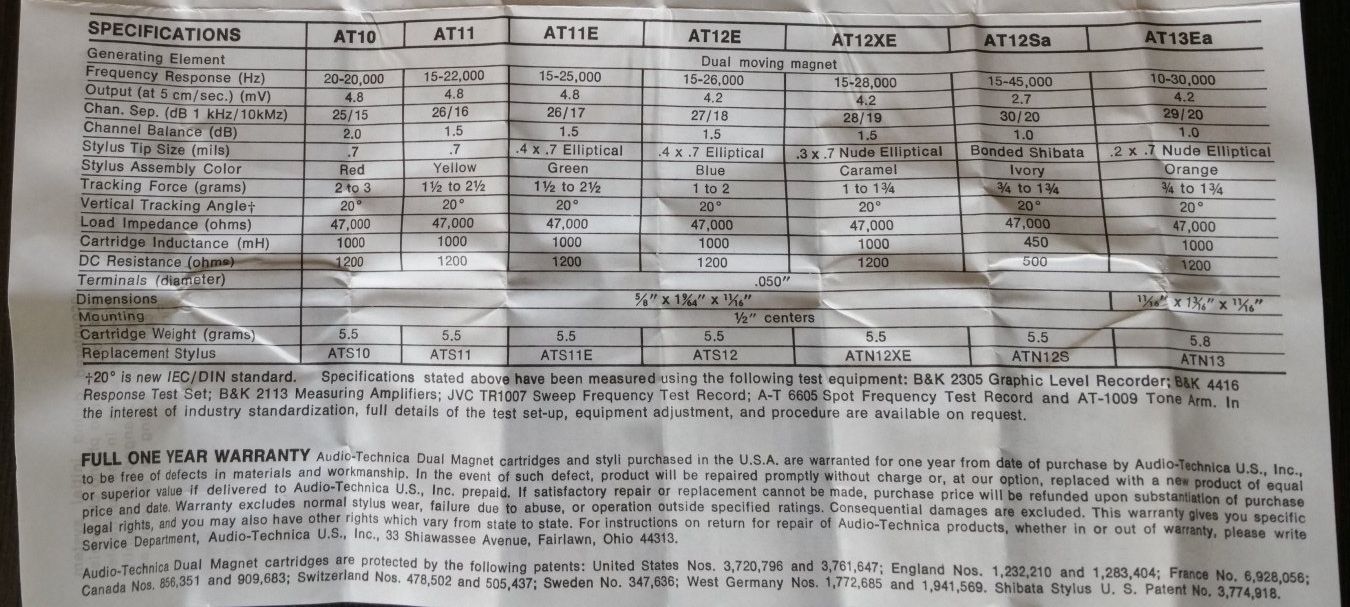 SPECIFICATIONS AT10 AT11 AT11E AT12E AT12XE AT12Sa AT13Ea
Generating Element Dual moving magnet
Frequency Response (Hz) 20-20,000 15-22,000 15-25,000 15-26,000 15-28,000 15-45,000 10-30,000
Output (at 5 cm/sec.) (mV) 4.8 4.8 4.8 4.2 4.2 2.7 4.2
Chan. Sep. (dB 1 kHz/10kMz) 25/15 26/16 26/17 27/18 28/19 30/20 29/20
Channel Balance (dB) 2.0 1.5 1.5 1.5 1.5 1.0 1.0
Stylus Tip Size (mils) .7 .7 .4 x .7 Elliptical .4 x .7 Elliptical .3 x .7 Nude Elliptical Bonded Shibata .2 x .7 Nude Elliptical
Stylus Assembly Color Red Yellow Green Blue Caramel Ivory Orange
Tracking Force (grams) 2 to 3 1½ to 2½ 1½ to 2½ 1 to 2 1 to 1¾ ¾ to 1¾ ¾ to 1¾
Vertical Tracking Angle† 20° 20° 20° 20° 20° 20° 20°
Load Impedance (ohms) 47,000 47,000 47,000 47,000 47,000 47,000 47,000
Cartridge Inductance (mH) 1000 1000 1000 1000 1000 450 1000
DC Resistance (ohms) 1200 1200 1200 1200 1200 500 1200
Terminals (diameter) .050"
Dimensions ⅝" x 1 9/64" x 11/16" 11/16" x 1 3/16" x 11/16"
Mounting ½" centers
Cartridge Weight (grams) 5.5 5.5 5.5 5.5 5.5 5.5 5.8
Replacement Stylus ATS10 ATS11 ATS11E ATS12 ATN12XE ATN12S ATN13
†20° is new IEC/DIN standard. Specifications stated above have been measured using the following test equipment: B&K 2305 Graphic Level Recorder; B&K 4416
Response Test Set; B&K 2113 Measuring Amplifiers; JVC TR1007 Sweep Frequency Test Record; A-T 6605 Spot Frequency Test Record and AT-1009 Tone Arm. In
the interest of industry standardization, full details of the test set-up, equipment adjustment, and procedure are available on request.
FULL ONE YEAR WARRANTY Audio-Technica Dual Magnet cartridges and styli purchased in the U.S.A. are warranted for one year from date of purchase by Audio-Technica U.S., Inc.,
to be free of defects in materials and workmanship. In the event of such defect, product will be repaired promptly without charge or, at our option, replaced with a new product of equal
or superior value if delivered to Audio-Technica U.S., Inc. prepaid. If satisfactory repair or replacement cannot be made, purchase price will be refunded upon substantiation of purchase
price and date. Warranty excludes normal stylus wear, failure due to abuse, or operation outside specified ratings. Consequential damages are excluded. This warranty gives you specific
legal rights, and you may also have other rights which vary from state to state. For instructions on return for repair of Audio-Technica products, whether in or out of warranty, please write
Service Department, Audio-Technica U.S., Inc., 33 Shiawassee Avenue, Fairlawn, Ohio 44313.
Audio-Technica Dual Magnet cartridges are protected by the following patents: United States Nos. 3,720,796 and 3,761,647; England Nos. 1,232,210 and 1,283,404; France No. 6,928,056;
Canada Nos. 856,351 and 909,683; Switzerland Nos. 478,502 and 505,437; Sweden No. 347,636; West Germany Nos. 1,772,685 and 1,941,569. Shibata Stylus U. S. Patent No. 3,774,918.